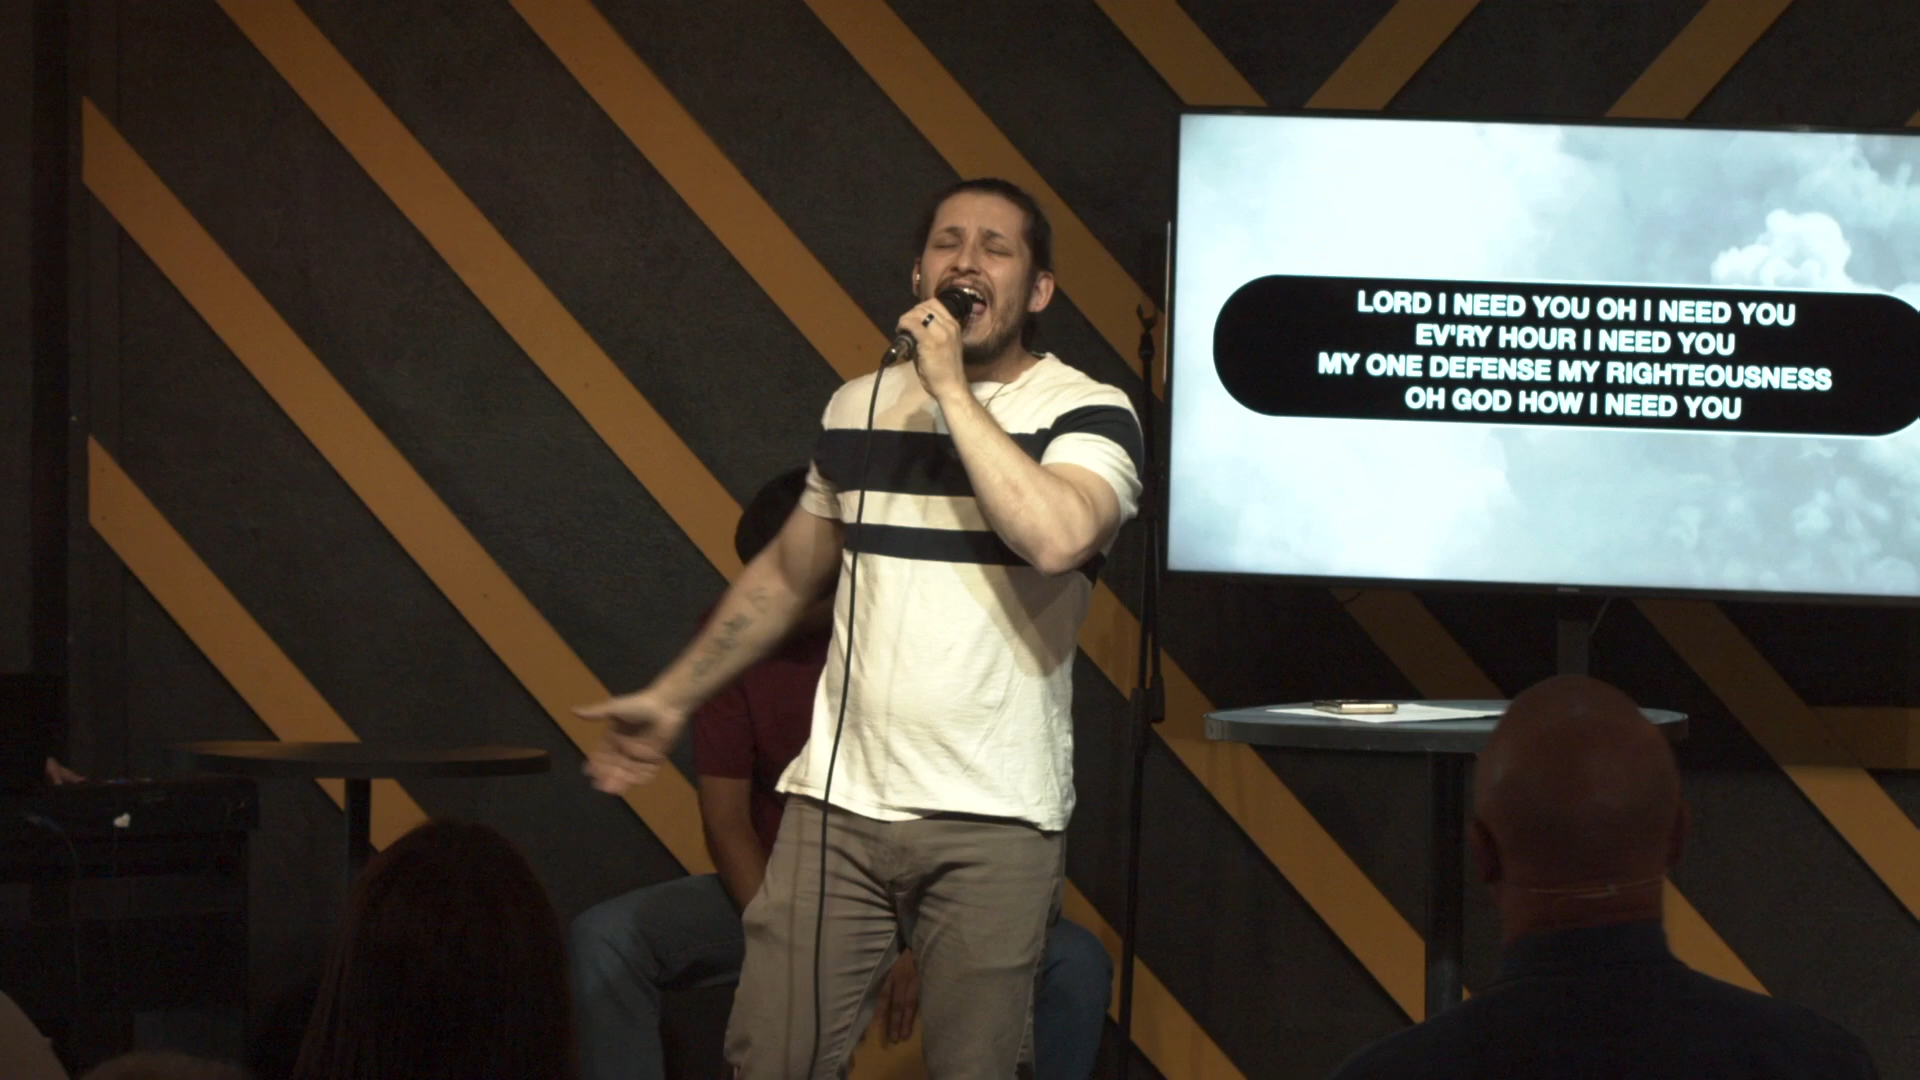 LORD I NEED YOU OH I NEED YOU
EV'RY HOUR I NEED YOU
MY ONE DEFENSE MY RIGHTEOUSNESS
OH GOD HOW I NEED YOU